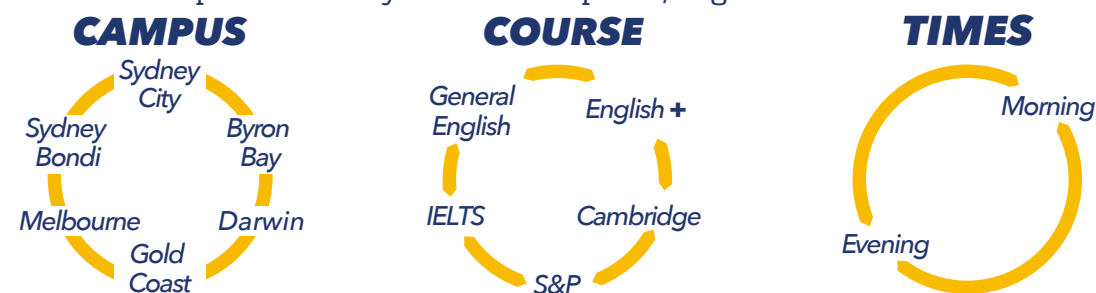 CAMPUS
Sydney
City
Byron
Bay
Darwin
Gold
Coast
Melbourne
Sydney
Bondi
COURSE
General
English
English +
Cambridge
S&P
IELTS
TIMES
Morning
Evening